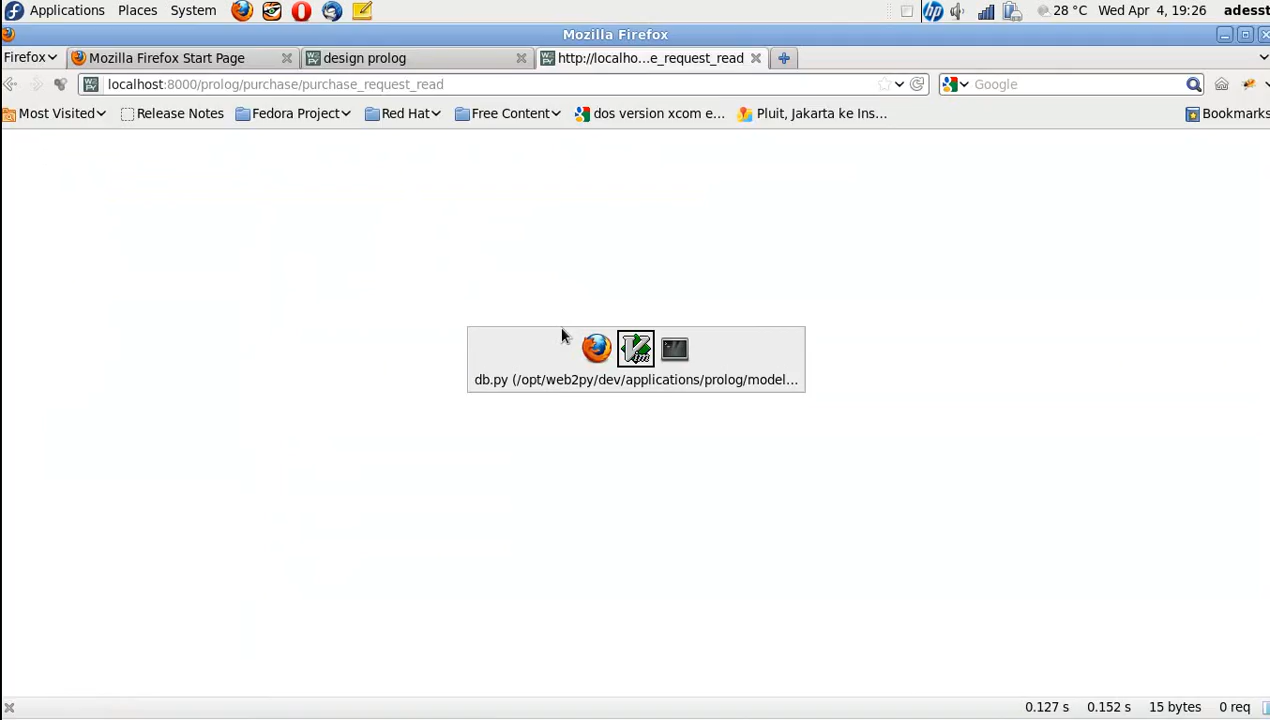 Applications Places System 28 °C Wed Apr 4, 19:26 adesst
Mozilla Firefox
Firefox Mozilla Firefox Start Page design prolog http://localho...e_request_read
localhost:8000/prolog/purchase/purchase_request_read Google
Most Visited Release Notes Fedora Project Red Hat Free Content dos version xcom e... Pluit, Jakarta ke Ins... Bookmarks
db.py (/opt/web2py/dev/applications/prolog/model...
0.127 s 0.152 s 15 bytes 0 req